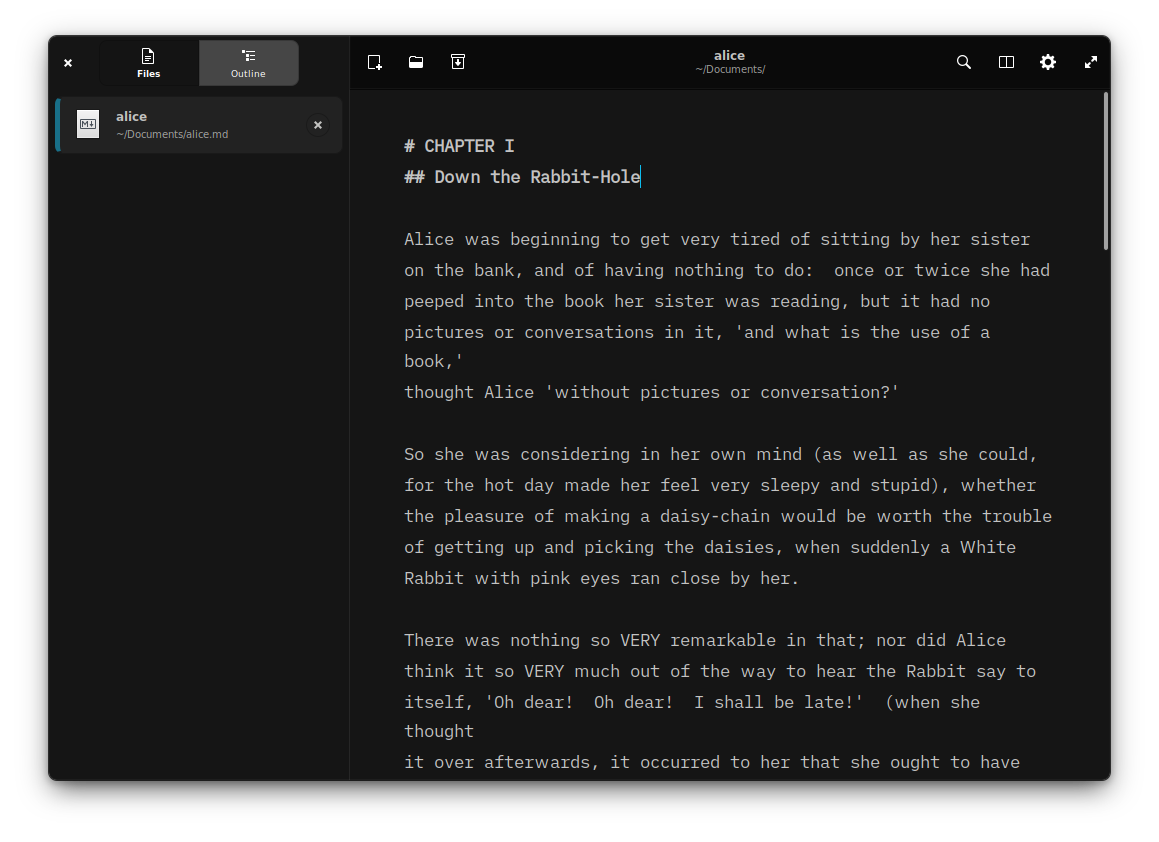 Files
Outline
alice
~/Documents/alice.md
M↓
alice
~/Documents/
# CHAPTER I
## Down the Rabbit-Hole
Alice was beginning to get very tired of sitting by her sister
on the bank, and of having nothing to do:  once or twice she had
peeped into the book her sister was reading, but it had no
pictures or conversations in it, 'and what is the use of a
book,'
thought Alice 'without pictures or conversation?'
So she was considering in her own mind (as well as she could,
for the hot day made her feel very sleepy and stupid), whether
the pleasure of making a daisy-chain would be worth the trouble
of getting up and picking the daisies, when suddenly a White
Rabbit with pink eyes ran close by her.
There was nothing so VERY remarkable in that; nor did Alice
think it so VERY much out of the way to hear the Rabbit say to
itself, 'Oh dear!  Oh dear!  I shall be late!'  (when she
thought
it over afterwards, it occurred to her that she ought to have